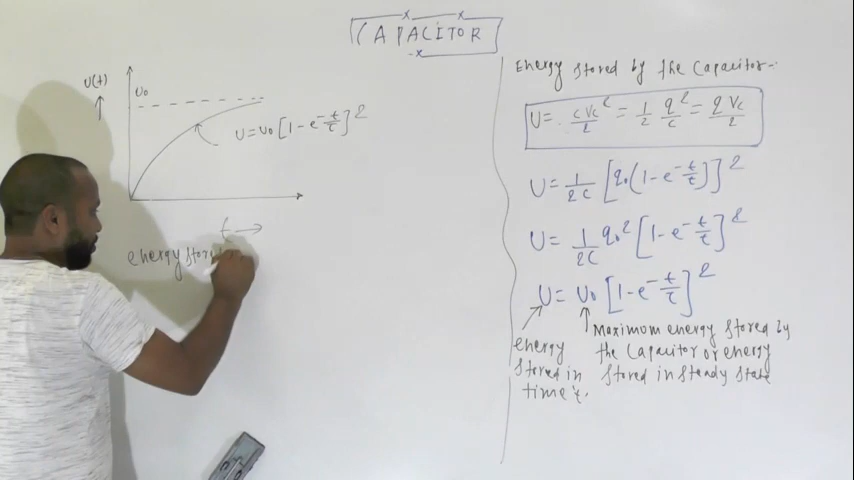 CAPACITOR
U(t)
U₀
U=U₀[1-e^-t/τ]^2
t →
energy stor
Energy stored by the Capacitor-
U= CVc²/2 = 1/2 q²/c = qVc/2
U= 1/2C [q₀(1-e^-t/τ)]^2
U= 1/2C q₀² [1-e^-t/τ]^2
U= U₀ [1-e^-t/τ]^2
energy
stored in
time 't.
Maximum energy stored by
the Capacitor or energy
stored in steady state